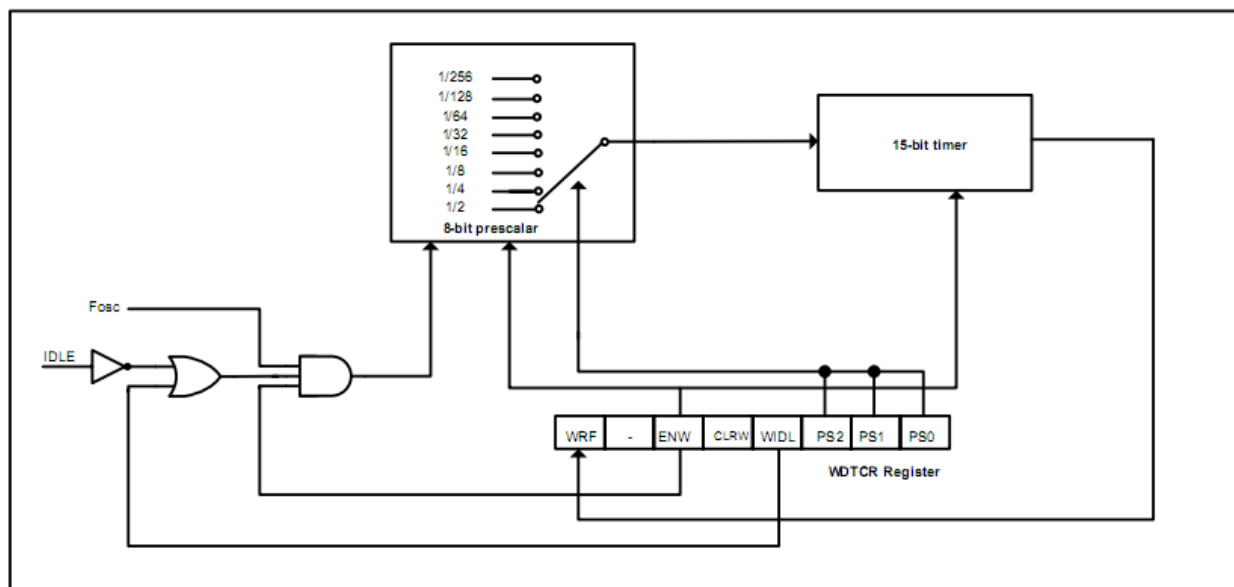 1/256
1/128
1/64
1/32
1/16
1/8
1/4
1/2
8-bit prescalar
15-bit timer
Fosc
IDLE
WRF - ENW CLRW WIDL PS2 PS1 PS0
WDTCR Register